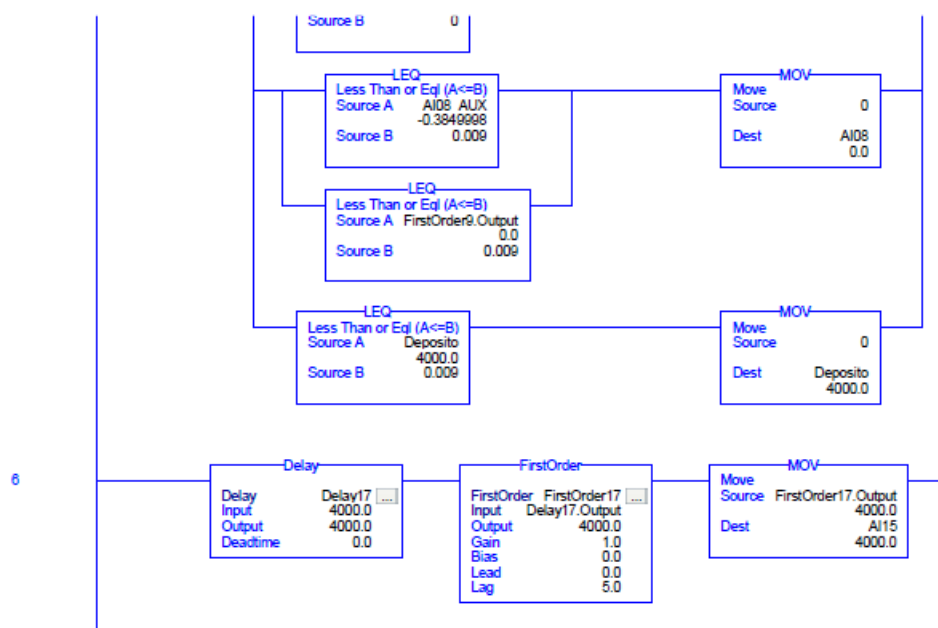 Source B 0
LEQ
Less Than or Eql (A<=B)
Source A AI08_AUX
-0.3849998
Source B 0.009
MOV
Move
Source 0
Dest AI08
0.0
LEQ
Less Than or Eql (A<=B)
Source A FirstOrder9.Output
0.0
Source B 0.009
LEQ
Less Than or Eql (A<=B)
Source A Deposito
4000.0
Source B 0.009
MOV
Move
Source 0
Dest Deposito
4000.0
6
Delay
Delay Delay17 ...
Input 4000.0
Output 4000.0
Deadtime 0.0
FirstOrder
FirstOrder FirstOrder17 ...
Input Delay17.Output
Output 4000.0
Gain 1.0
Bias 0.0
Lead 0.0
Lag 5.0
MOV
Move
Source FirstOrder17.Output
4000.0
Dest AI15
4000.0